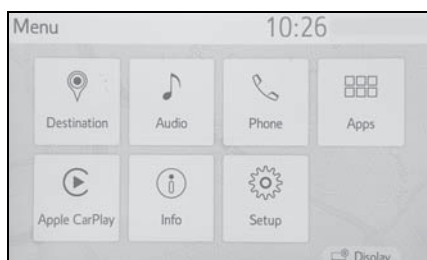 Menu 10:26
Destination Audio Phone Apps
Apple CarPlay Info Setup
Display